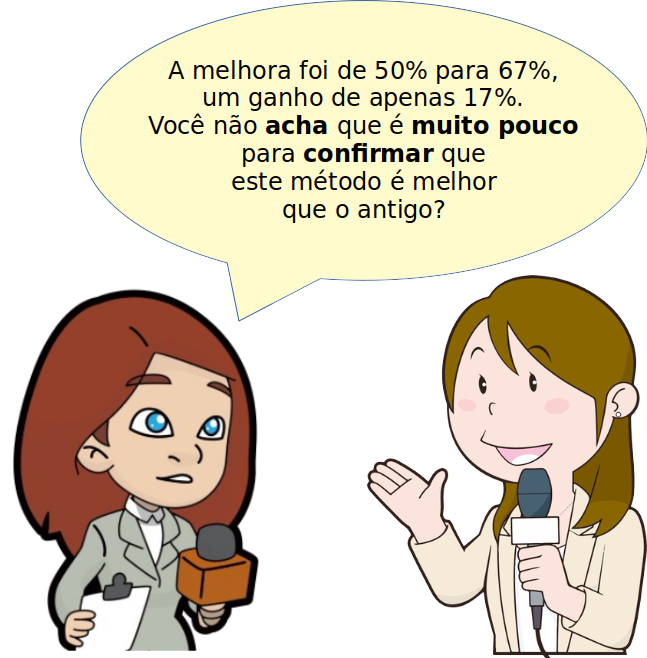 A melhora foi de 50% para 67%,
um ganho de apenas 17%.
Você não acha que é muito pouco
para confirmar que
este método é melhor
que o antigo?